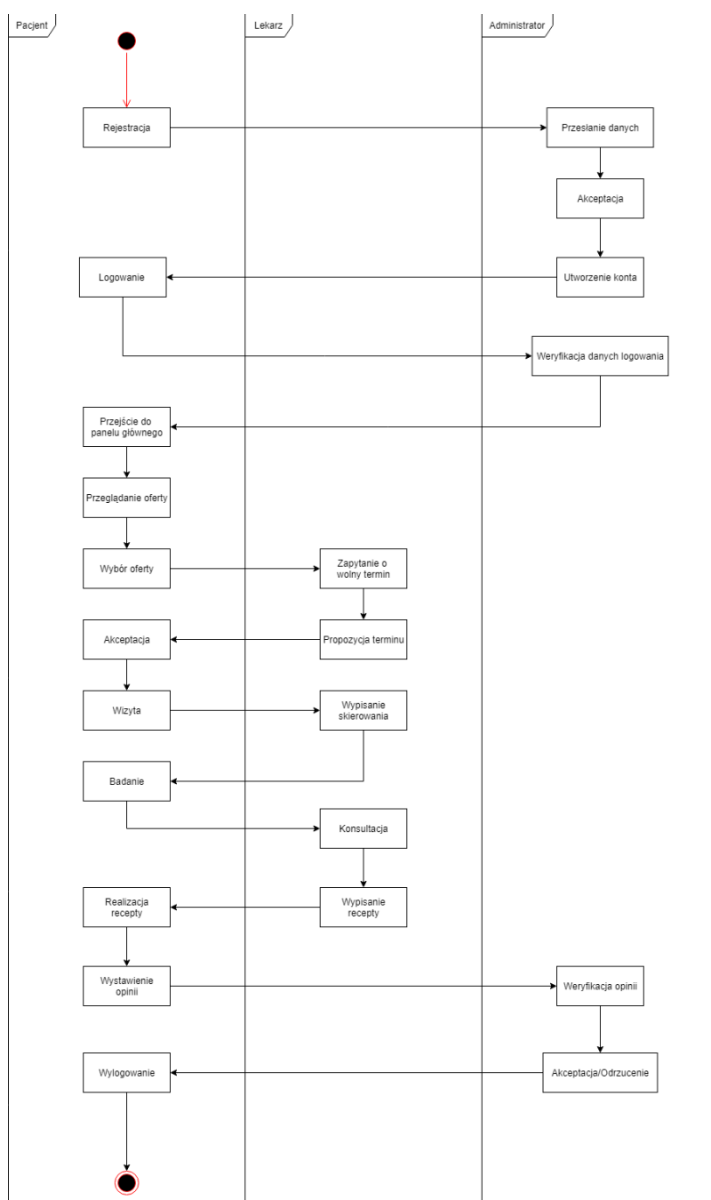 Pacjent
Lekarz
Administrator
Rejestracja
Przesłanie danych
Akceptacja
Logowanie
Utworzenie konta
Weryfikacja danych logowania
Przejście do
panelu głównego
Przeglądanie oferty
Wybór oferty
Zapytanie o
wolny termin
Akceptacja
Propozycja terminu
Wizyta
Wypisanie
skierowania
Badanie
Konsultacja
Realizacja
recepty
Wypisanie
recepty
Wystawienie
opinii
Weryfikacja opinii
Wylogowanie
Akceptacja/Odrzucenie